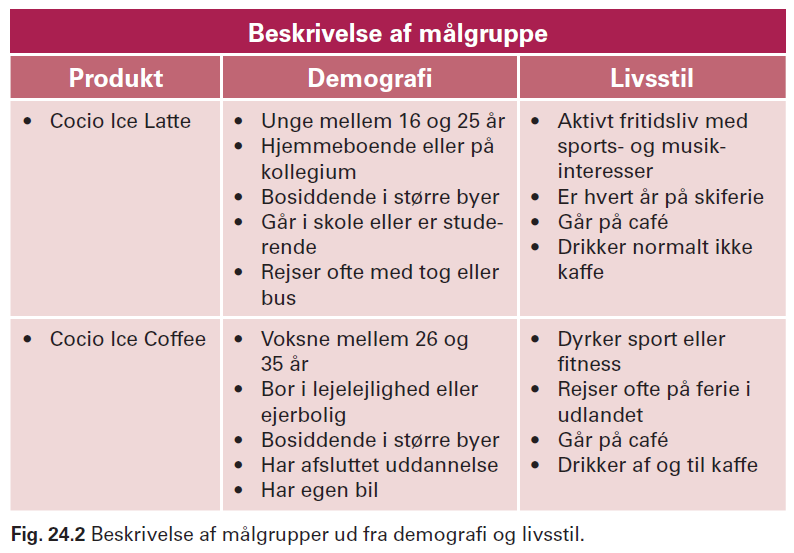 Beskrivelse af målgruppe
Produkt
Demografi
Livsstil
• Cocio Ice Latte
• Unge mellem 16 og 25 år
• Hjemmeboende eller på
kollegium
• Bosiddende i større byer
• Går i skole eller er stude-
rende
• Rejser ofte med tog eller
bus
• Aktivt fritidsliv med
sports- og musik-
interesser
• Er hvert år på skiferie
• Går på café
• Drikker normalt ikke
kaffe
• Cocio Ice Coffee
• Voksne mellem 26 og
35 år
• Bor i lejelejlighed eller
ejerbolig
• Bosiddende i større byer
• Har afsluttet uddannelse
• Har egen bil
• Dyrker sport eller
fitness
• Rejser ofte på ferie i
udlandet
• Går på café
• Drikker af og til kaffe
Fig. 24.2 Beskrivelse af målgrupper ud fra demografi og livsstil.